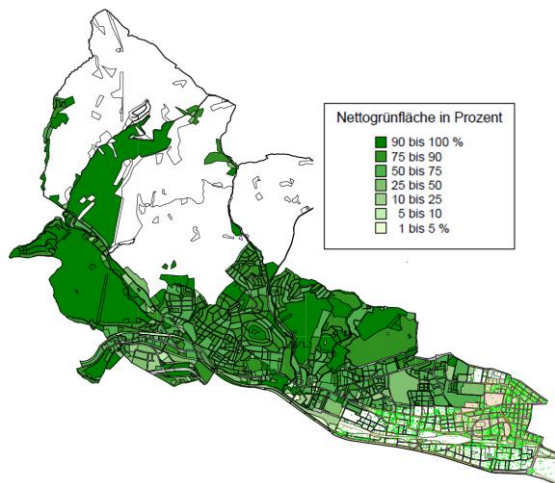 Nettogrünfläche in Prozent
90 bis 100 %
75 bis 90
50 bis 75
25 bis 50
10 bis 25
5 bis 10
1 bis 5 %